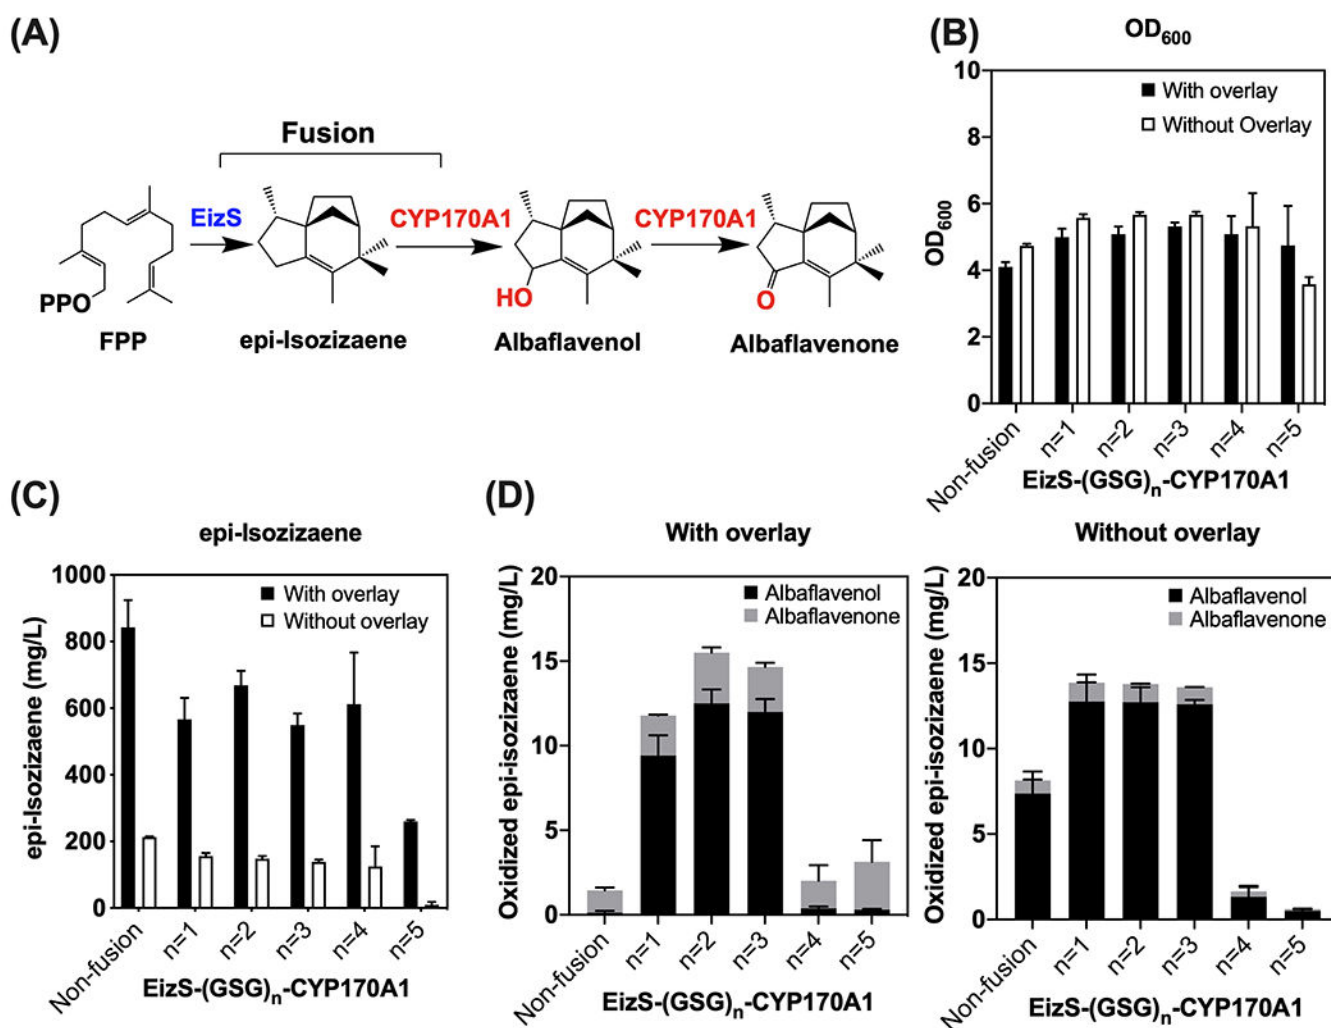 (A)
Fusion
EizS
CYP170A1
CYP170A1
PPO
HO
O
FPP
epi-Isozizaene
Albaflavenol
Albaflavenone
(B)
OD600
With overlay
Without Overlay
OD600
10
8
6
4
2
0
Non-fusion
n=1
n=2
n=3
n=4
n=5
EizS-(GSG)n-CYP170A1
(C)
epi-Isozizaene
With overlay
Without overlay
epi-Isozizaene (mg/L)
1000
800
600
400
200
0
Non-fusion
n=1
n=2
n=3
n=4
n=5
EizS-(GSG)n-CYP170A1
(D)
With overlay
Albaflavenol
Albaflavenone
Oxidized epi-isozizaene (mg/L)
20
15
10
5
0
Non-fusion
n=1
n=2
n=3
n=4
n=5
EizS-(GSG)n-CYP170A1
Without overlay
Albaflavenol
Albaflavenone
Oxidized epi-isozizaene (mg/L)
20
15
10
5
0
Non-fusion
n=1
n=2
n=3
n=4
n=5
EizS-(GSG)n-CYP170A1